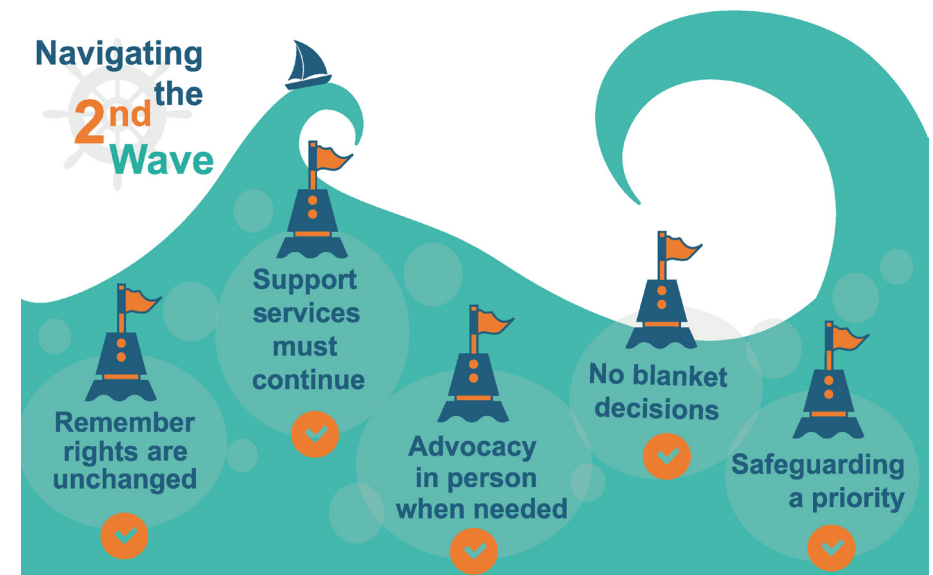 Navigating
the
2nd
Wave
Remember
rights are
unchanged
Support
services
must
continue
Advocacy
in person
when needed
No blanket
decisions
Safeguarding
a priority